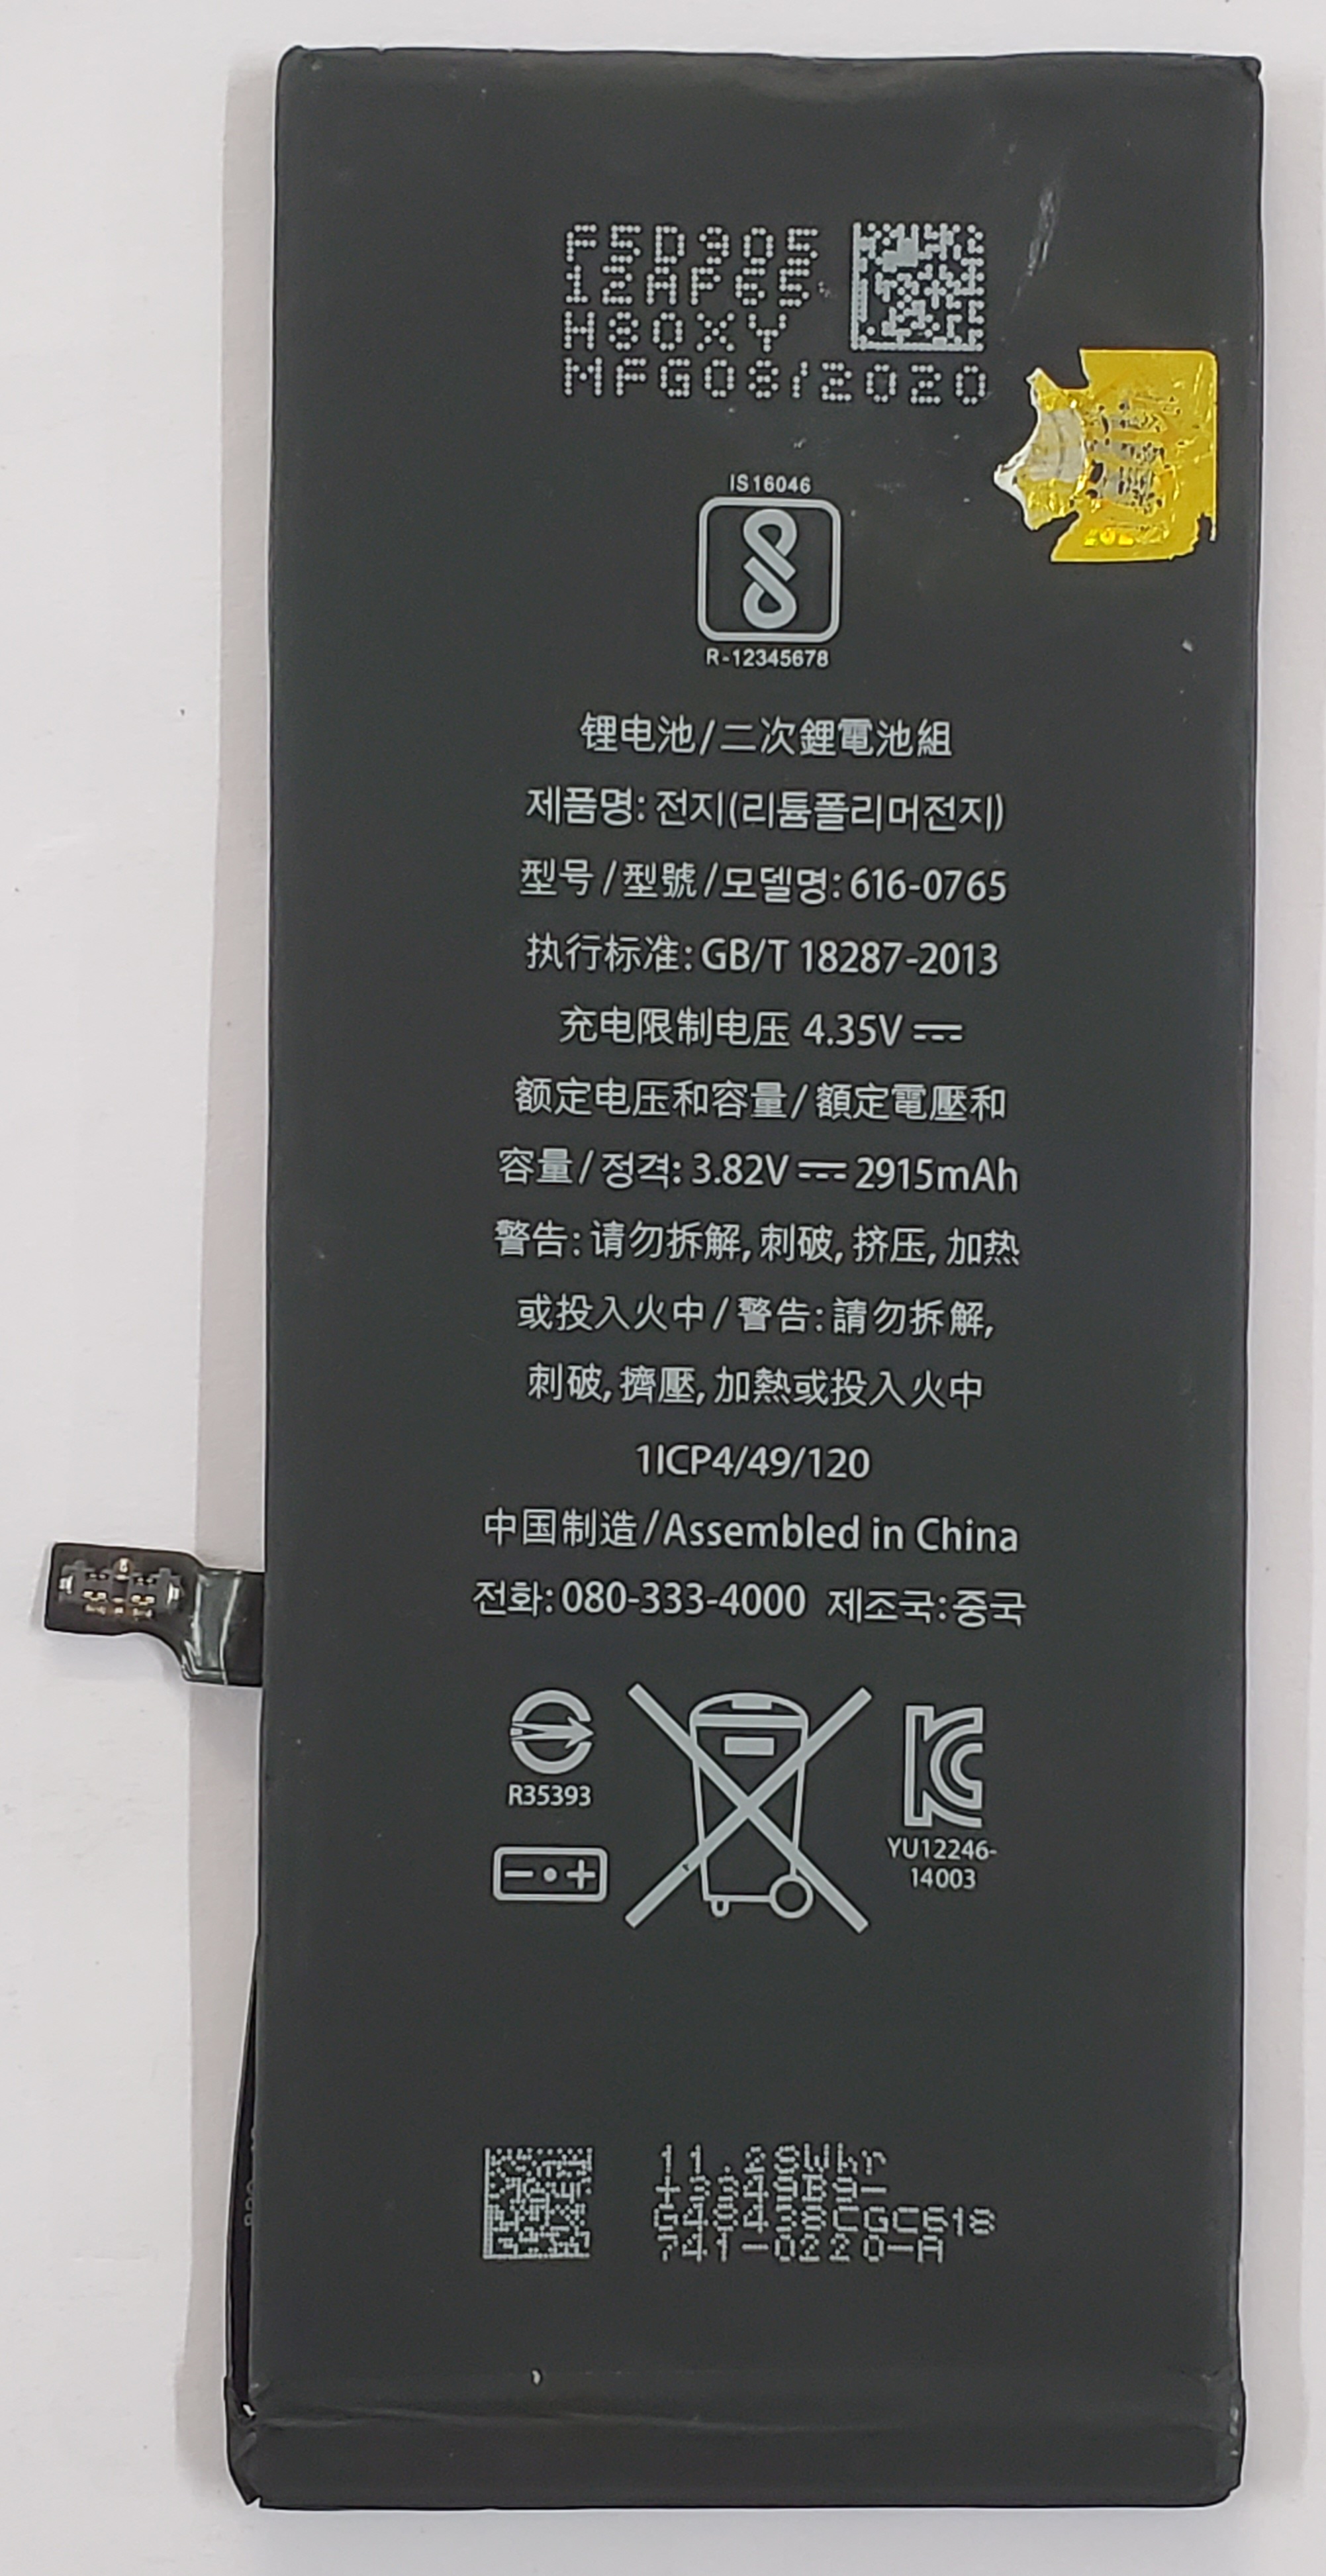 F5D905
12AF65
H80XY
MFG08/2020
IS16046
R-12345678
锂电池/二次鋰電池組
제품명: 전지(리튬폴리머전지)
型号/型號/모델명: 616-0765
执行标准: GB/T 18287-2013
充电限制电压 4.35V
额定电压和容量/額定電壓和
容量/정격: 3.82V 2915mAh
警告: 请勿拆解, 刺破, 挤压, 加热
或投入火中/警告: 請勿拆解,
刺破, 擠壓, 加熱或投入火中
1ICP4/49/120
中国制造/Assembled in China
전화: 080-333-4000 제조국: 중국
R35393
YU12246-
14003
11.28Whr
+3349B9-
G48438CGC618
741-0220-A